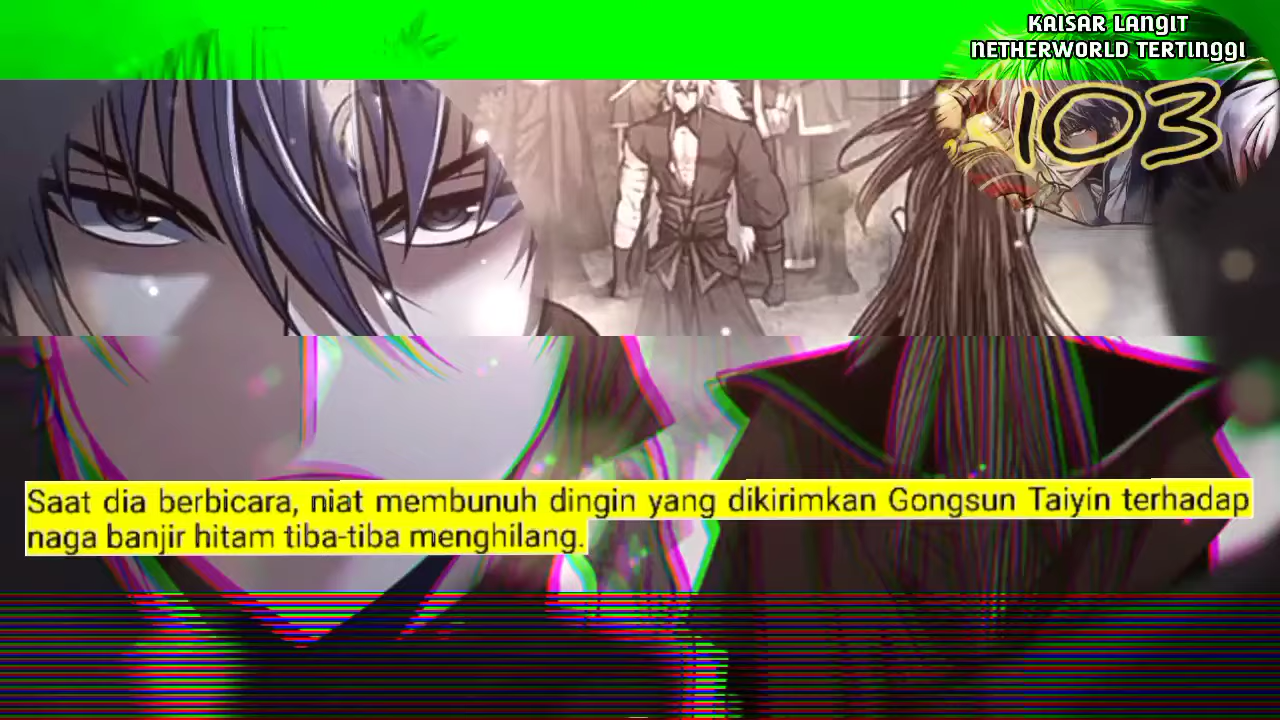 KAISAR LANGIT
NETHERWORLD TERTINGGI
103
Saat dia berbicara, niat membunuh dingin yang dikirimkan Gongsun Taiyin terhadap
naga banjir hitam tiba-tiba menghilang.